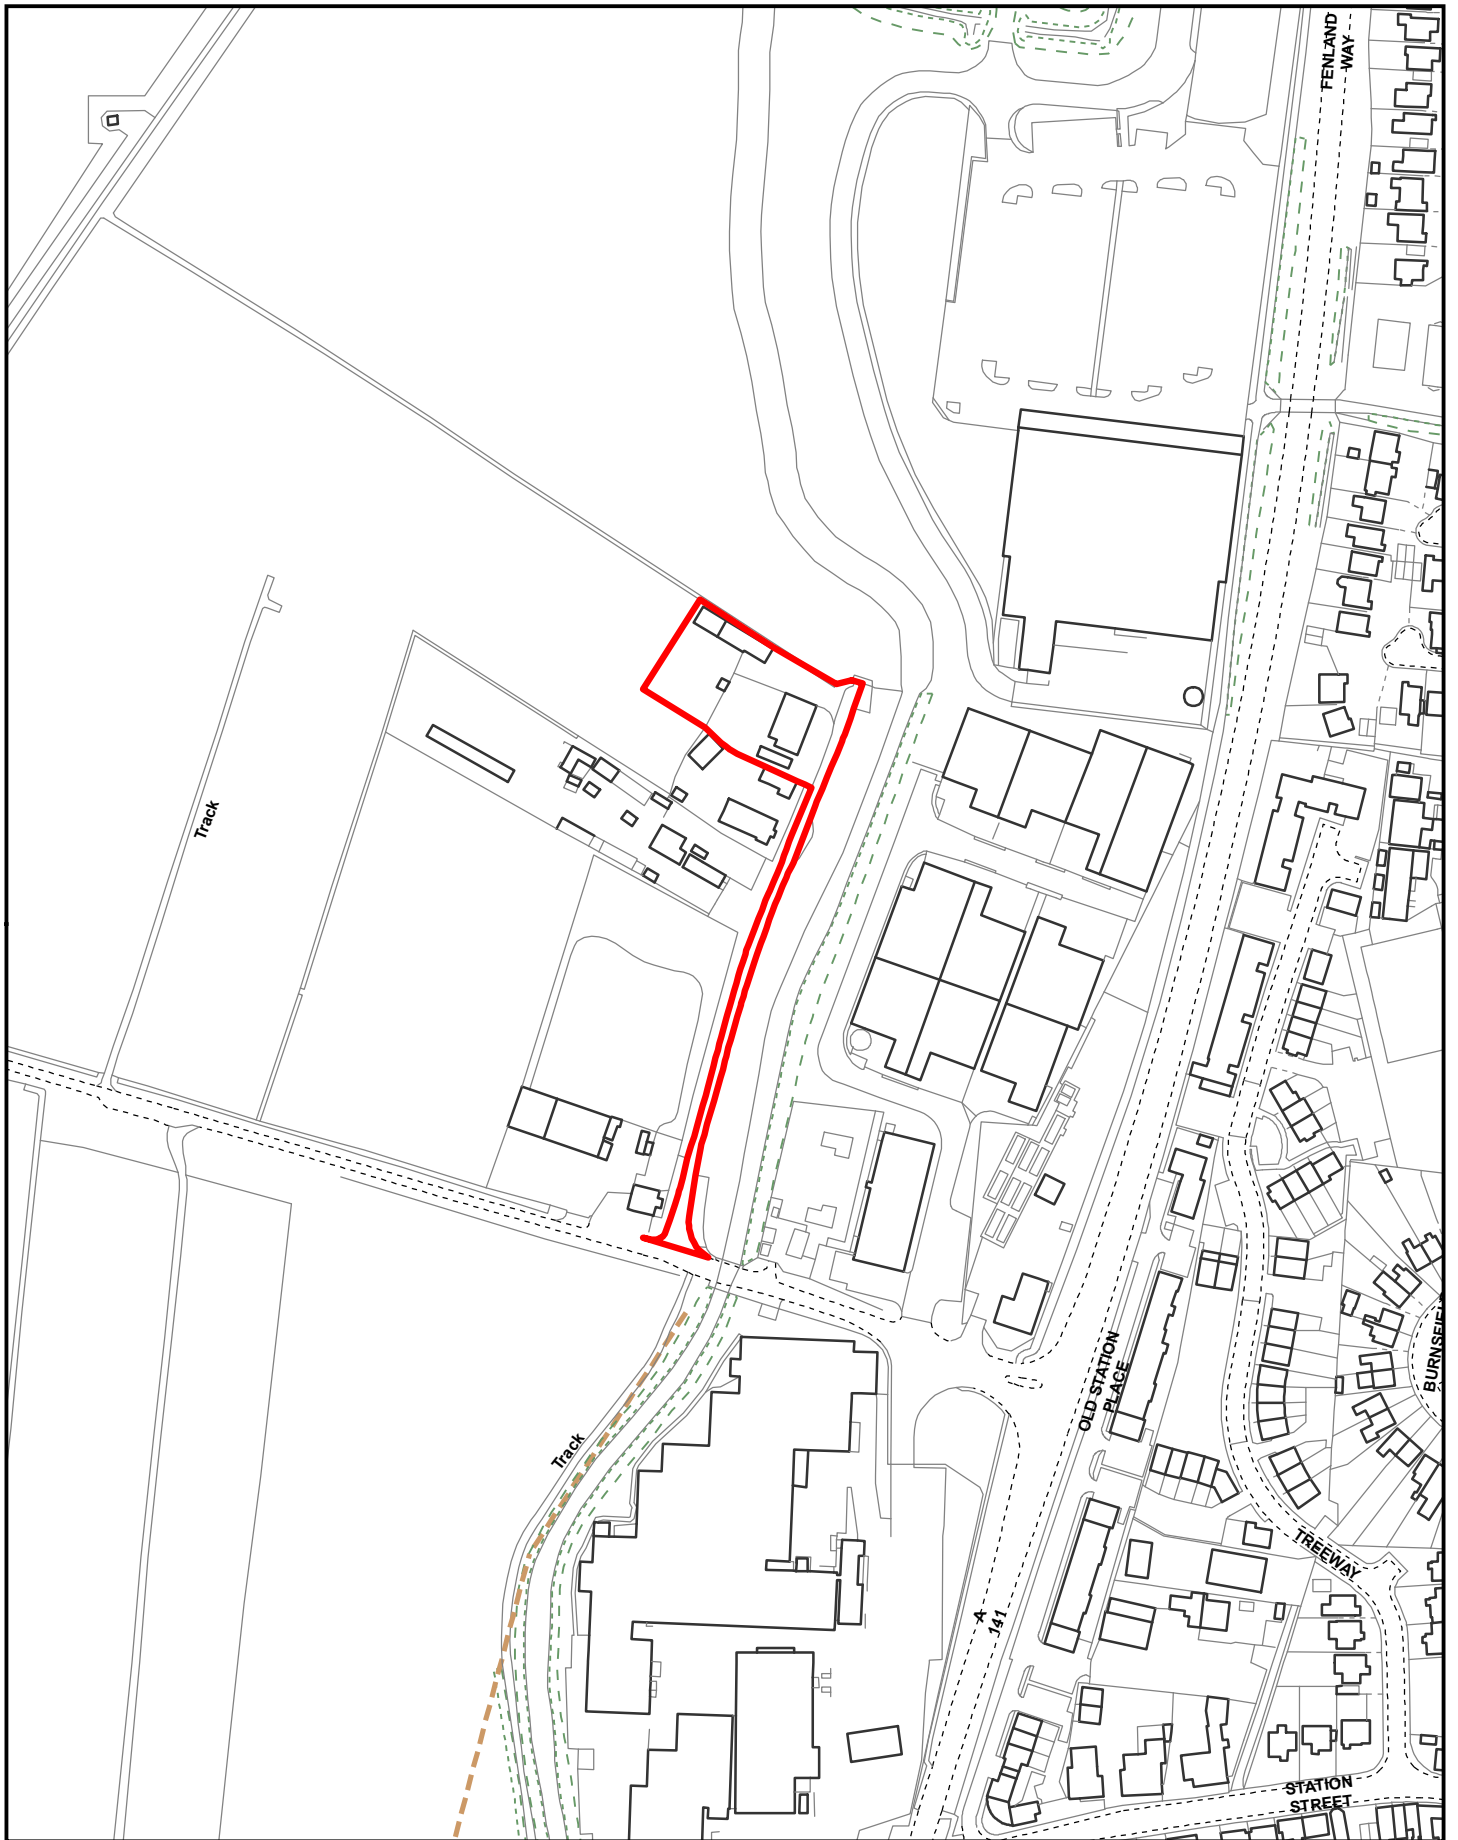 FENLAND
WAY
Track
OLD STATION
PLACE
Track
TREEWAY
A
141
STATION
STREET